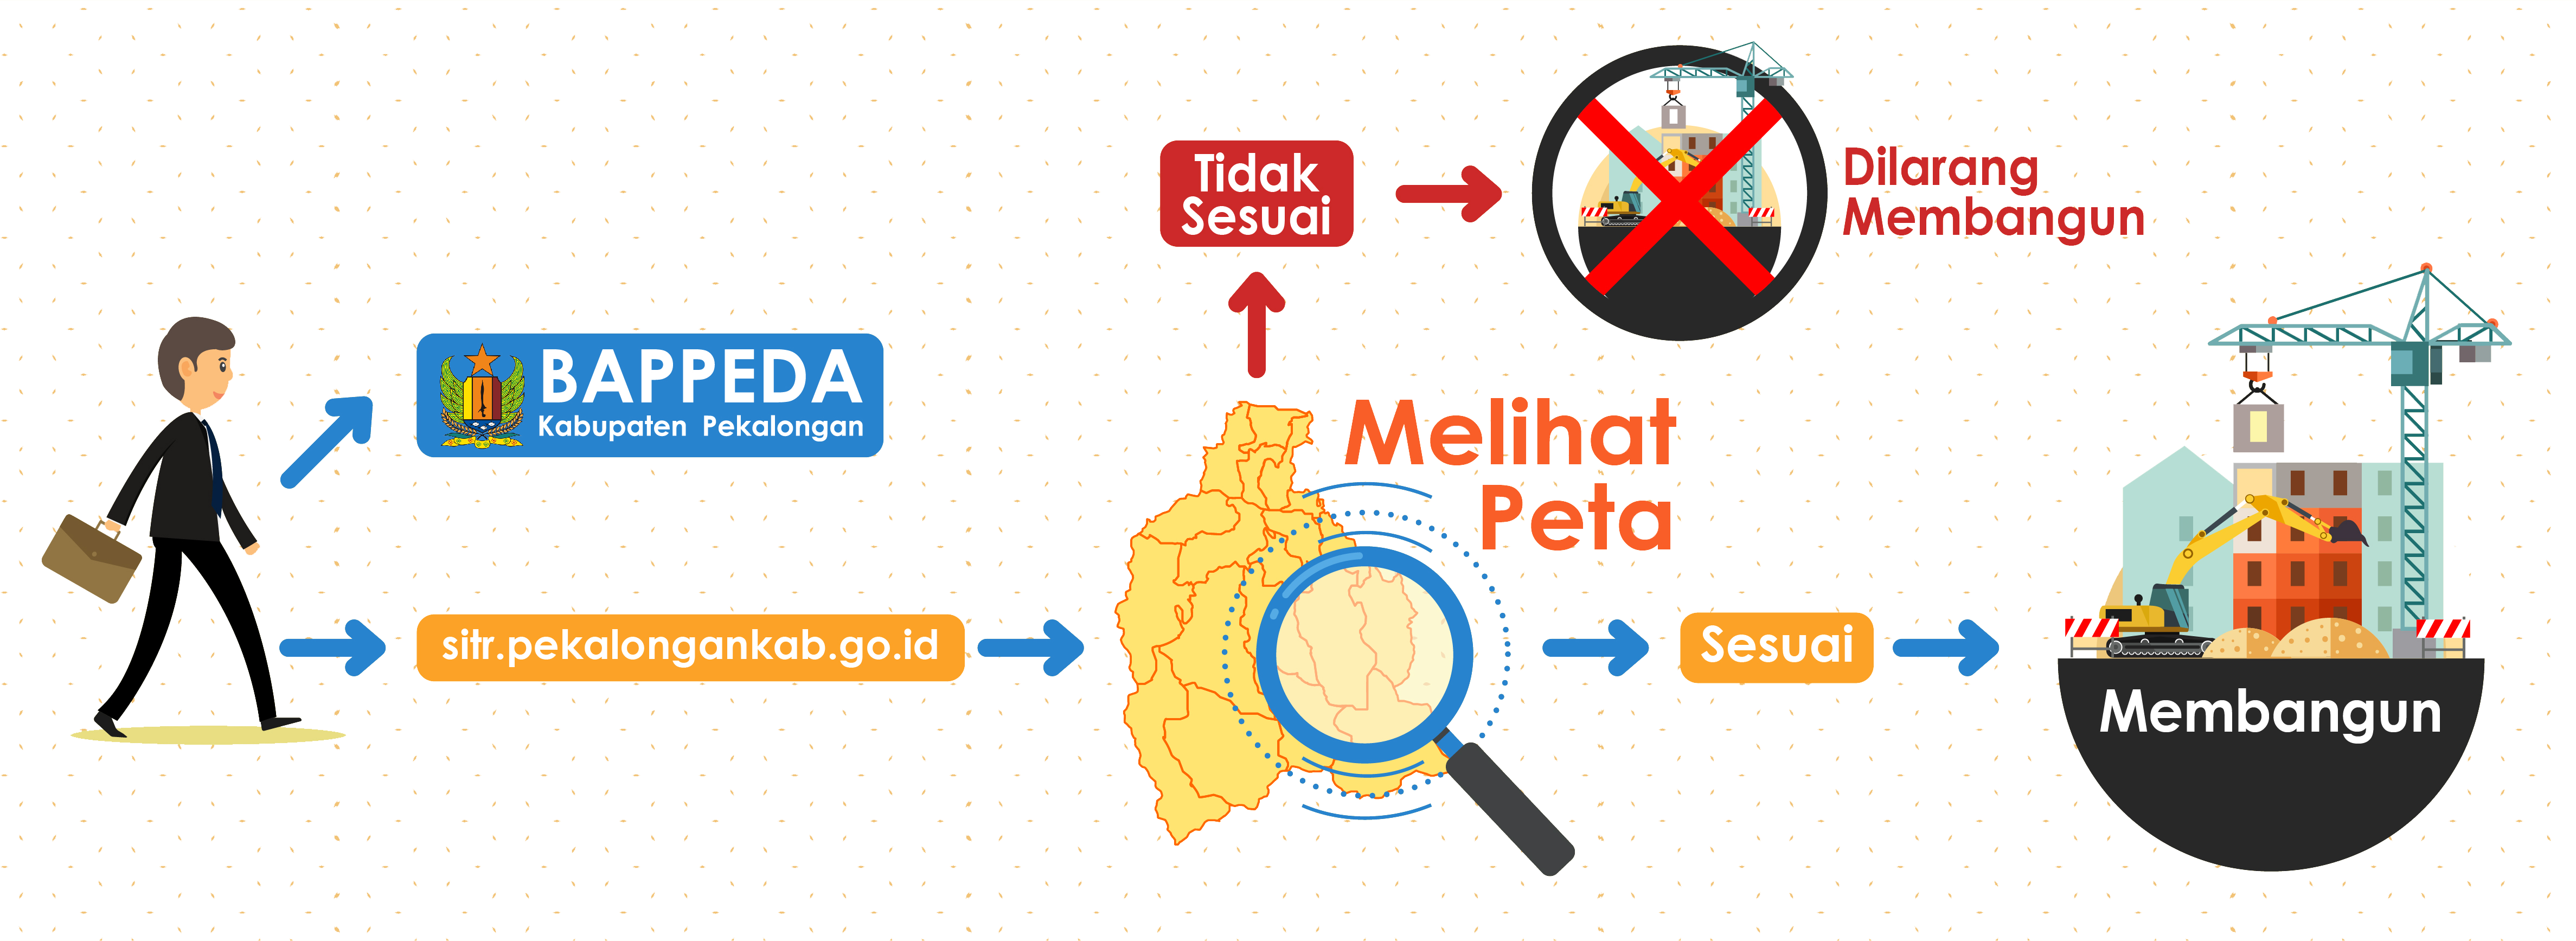 BAPPEDA
Kabupaten Pekalongan
sitr.pekalongankab.go.id
Melihat
Peta
Tidak
Sesuai
Dilarang
Membangun
Sesuai
Membangun